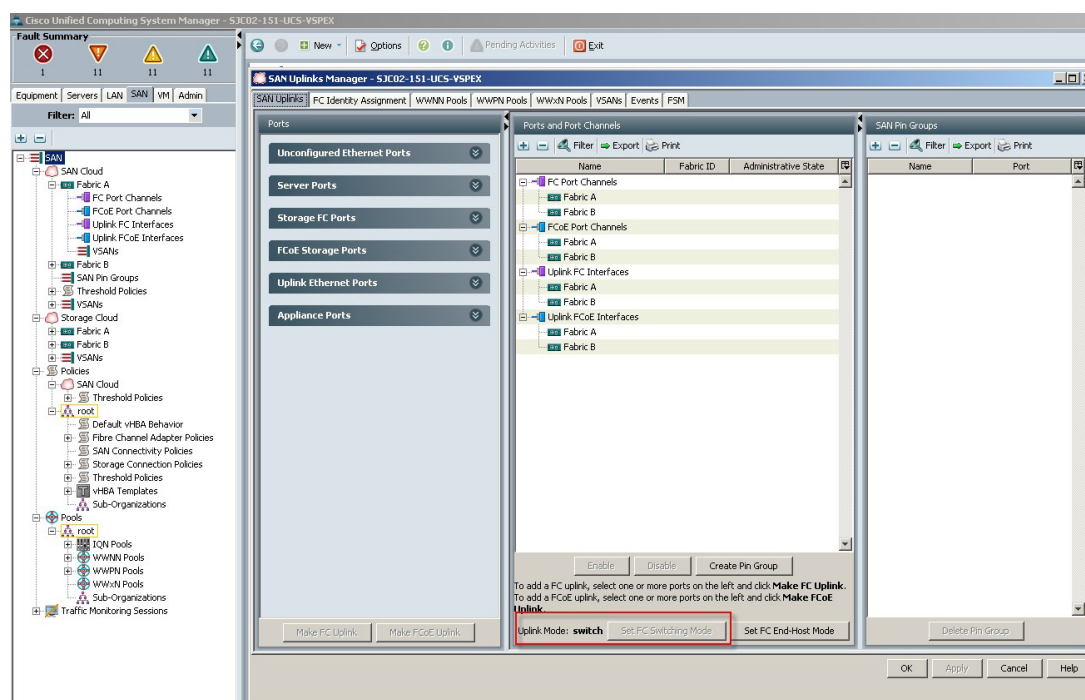 Cisco Unified Computing System Manager - SJC02-151-UCS-VSPEX
Fault Summary
1 11 11 11
New Options Pending Activities Exit
Equipment Servers LAN SAN VM Admin
Filter: All
SAN
SAN Cloud
Fabric A
FC Port Channels
FCoE Port Channels
Uplink FC Interfaces
Uplink FCoE Interfaces
VSANs
Fabric B
SAN Pin Groups
Threshold Policies
VSANs
Storage Cloud
Fabric A
Fabric B
VSANs
Policies
SAN Cloud
Threshold Policies
root
Default vHBA Behavior
Fibre Channel Adapter Policies
SAN Connectivity Policies
Storage Connection Policies
Threshold Policies
vHBA Templates
Sub-Organizations
Pools
root
IQN Pools
WWNN Pools
WWPN Pools
WWxN Pools
Sub-Organizations
Traffic Monitoring Sessions
SAN Uplinks Manager - SJC02-151-UCS-VSPEX
SAN Uplinks FC Identity Assignment WWNN Pools WWPN Pools WWxN Pools VSANs Events FSM
Ports
Unconfigured Ethernet Ports
Server Ports
Storage FC Ports
FCoE Storage Ports
Uplink Ethernet Ports
Appliance Ports
Make FC Uplink Make FCoE Uplink
Ports and Port Channels
Filter Export Print
Name Fabric ID Administrative State
FC Port Channels
Fabric A
Fabric B
FCoE Port Channels
Fabric A
Fabric B
Uplink FC Interfaces
Fabric A
Fabric B
Uplink FCoE Interfaces
Fabric A
Fabric B
Enable Disable Create Pin Group
To add a FC uplink, select one or more ports on the left and click Make FC Uplink.
To add a FCoE uplink, select one or more ports on the left and click Make FCoE
Uplink.
Uplink Mode: switch Set FC Switching Mode Set FC End-Host Mode
SAN Pin Groups
Filter Export Print
Name Port
Delete Pin Group
OK Apply Cancel Help